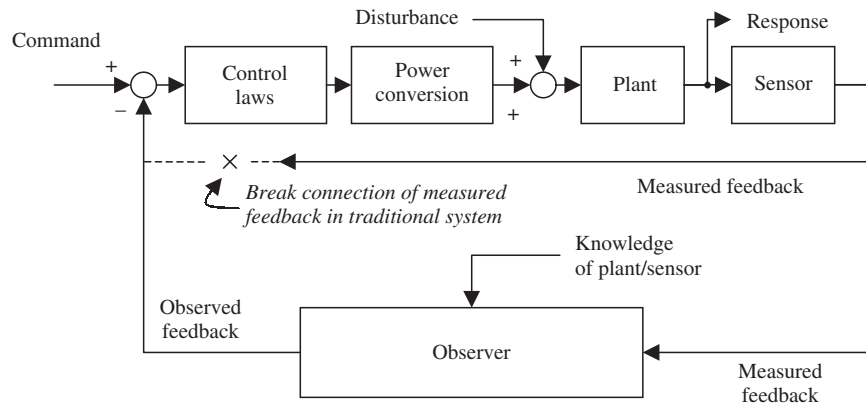 Disturbance
Response
Command
+
Control
laws
Power
conversion
+
+
Plant
Sensor
−
×
Measured feedback
Break connection of measured
feedback in traditional system
Knowledge
of plant/sensor
Observed
feedback
Observer
Measured
feedback